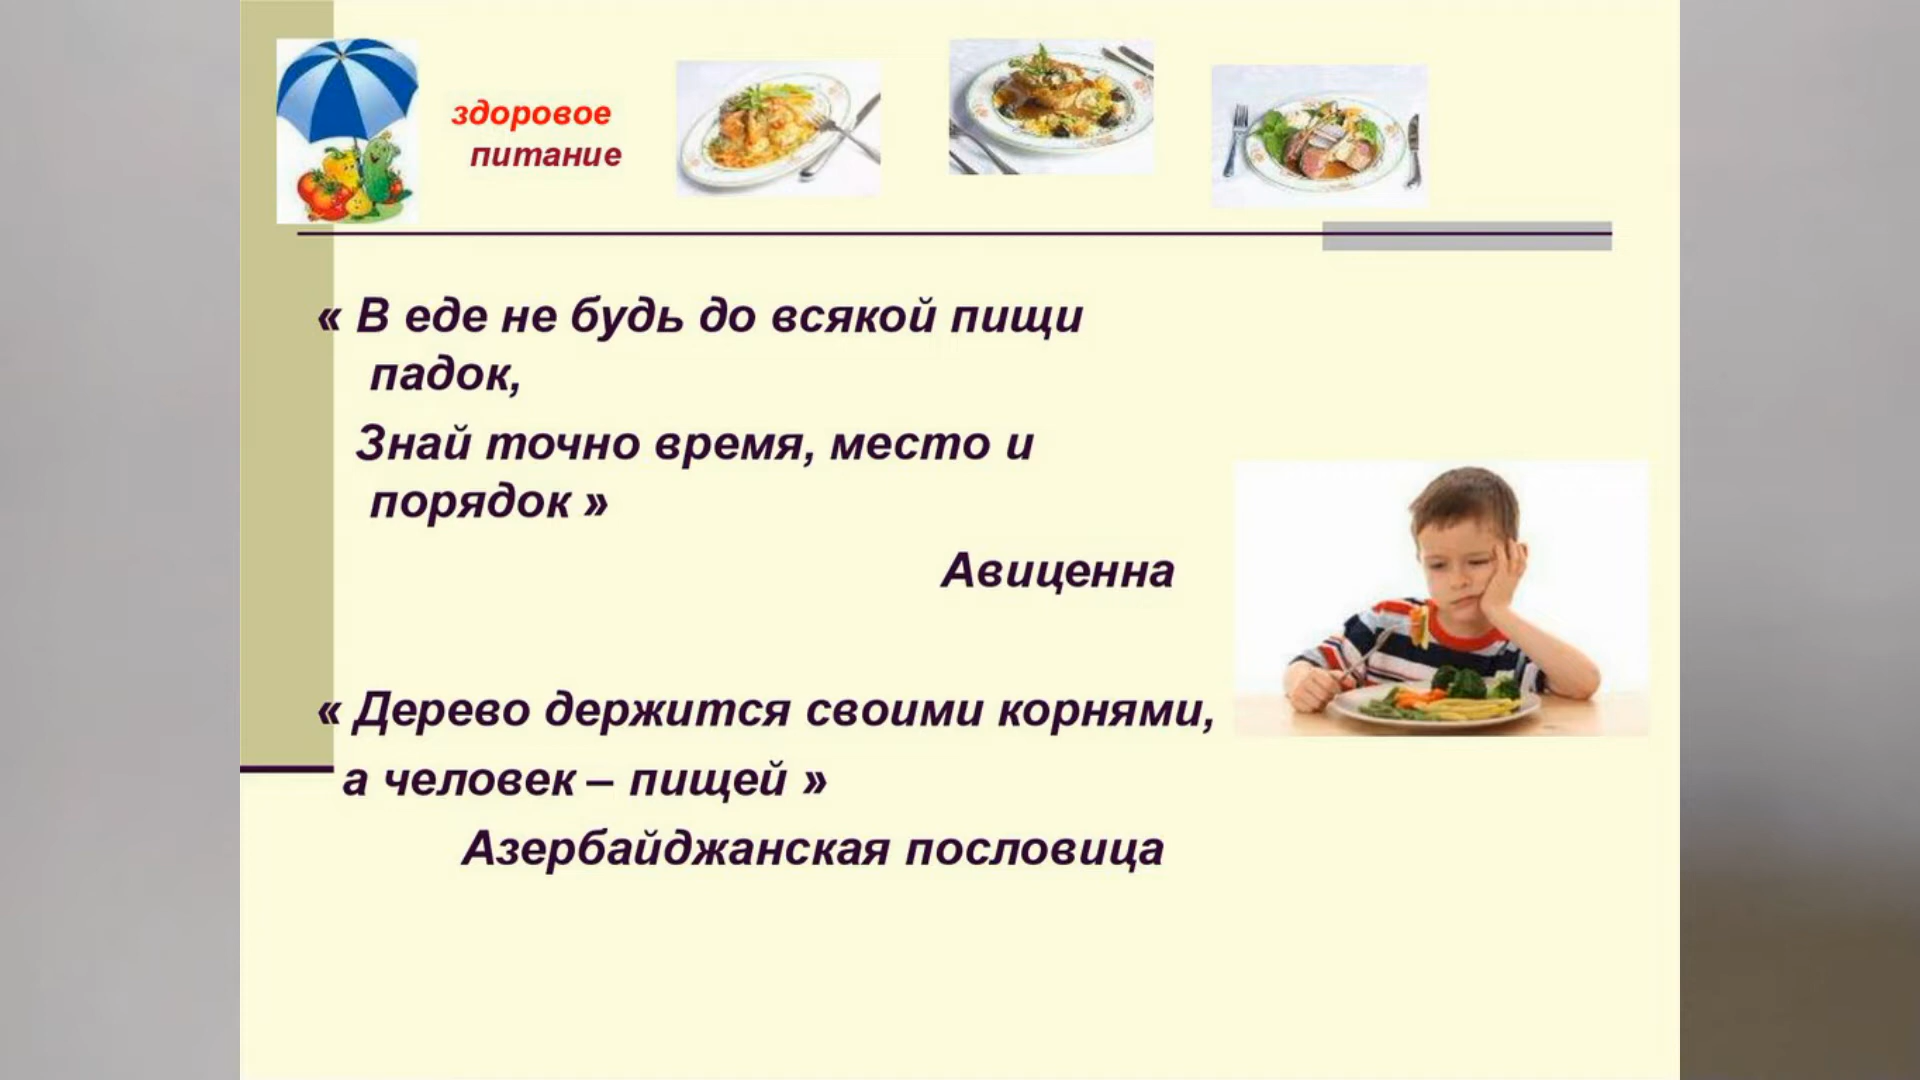 здоровое
питание
« В еде не будь до всякой пищи
падок,
Знай точно время, место и
порядок »
Авиценна
« Дерево держится своими корнями,
а человек – пищей »
Азербайджанская пословица